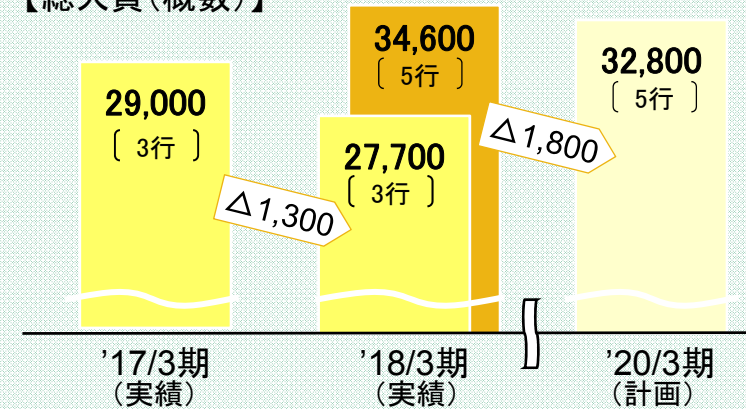 【総人員（概数）】
34,600
〔 5行 〕
32,800
〔 5行 〕
29,000
〔 3行 〕
27,700
〔 3行 〕
△1,800
△1,300
’17/3期
（実績）
’18/3期
（実績）
’20/3期
（計画）